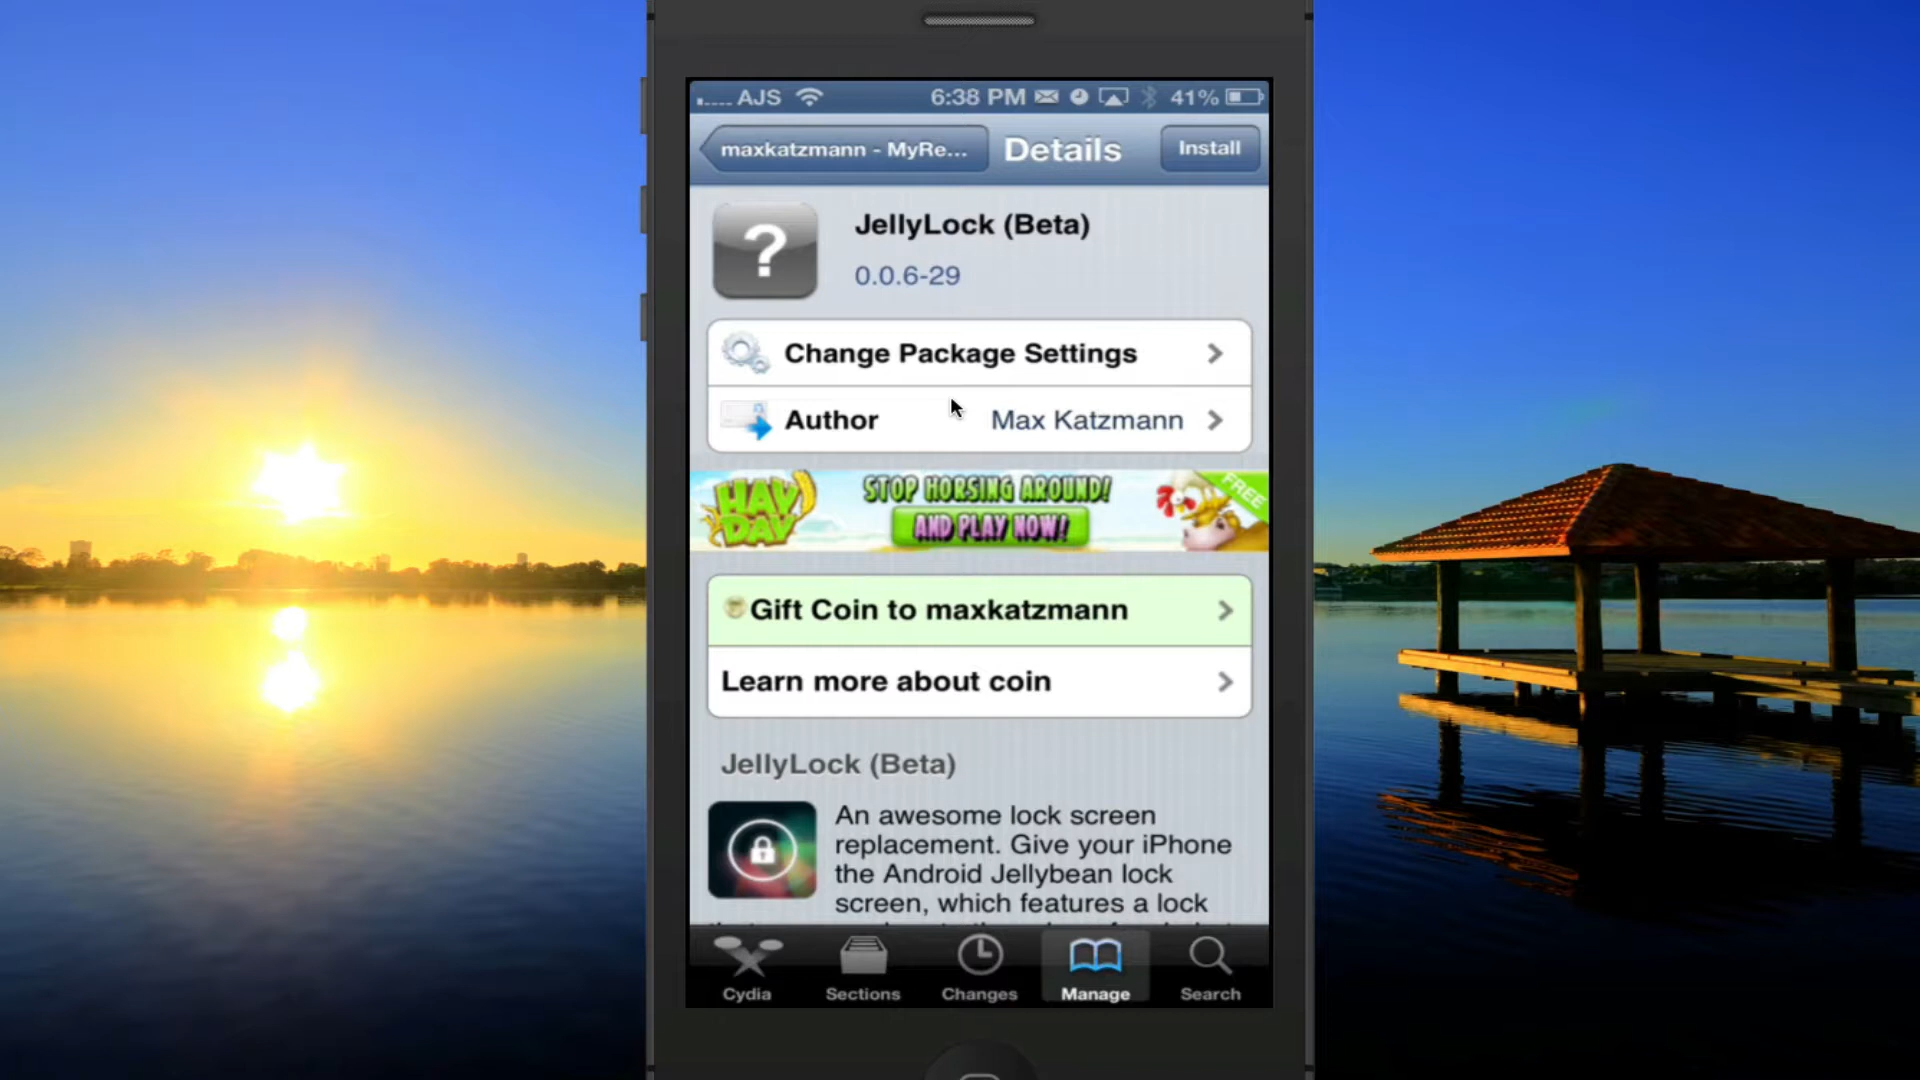 ..... AJS 6:38 PM 41%
maxkatzmann - MyRe... Details Install
?
JellyLock (Beta)
0.0.6-29
Change Package Settings
Author Max Katzmann
HAY DAY
STOP HORSING AROUND!
AND PLAY NOW!
FREE
Gift Coin to maxkatzmann
Learn more about coin
JellyLock (Beta)
An awesome lock screen
replacement. Give your iPhone
the Android Jellybean lock
screen, which features a lock
Cydia Sections Changes Manage Search